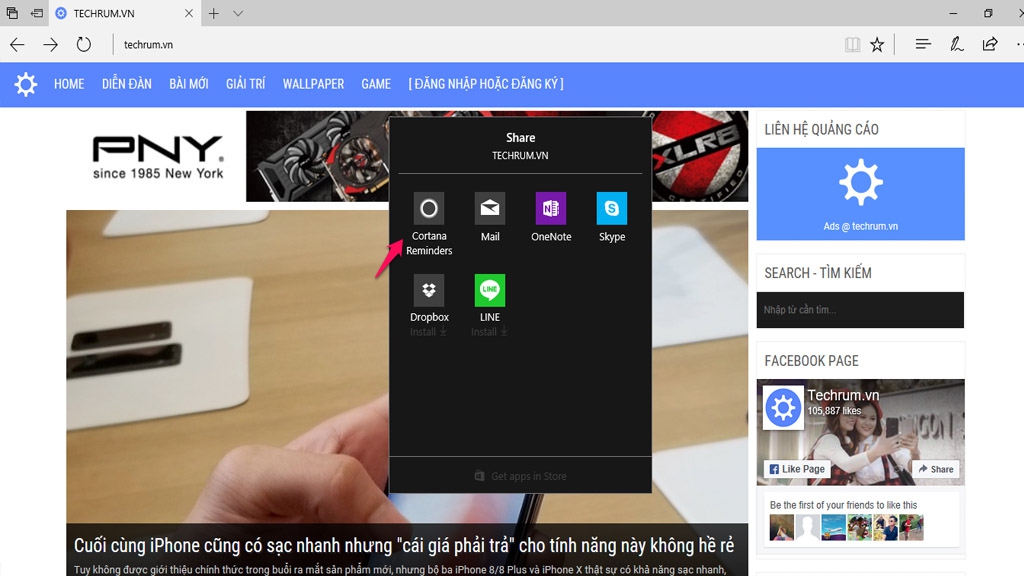 TECHRUM.VN
techrum.vn
HOME DIỄN ĐÀN BÀI MỚI GIẢI TRÍ WALLPAPER GAME [ ĐĂNG NHẬP HOẶC ĐĂNG KÝ ]
PNY
since 1985 New York
XLR8
CERTIFIED
Share
TECHRUM.VN
Cortana
Reminders
Mail
OneNote
Skype
Dropbox
Install
LINE
LINE
Install
Get apps in Store
Cuối cùng iPhone cũng có sạc nhanh nhưng "cái giá phải trả" cho tính năng này không hề rẻ
Tuy không được giới thiệu chính thức trong buổi ra mắt sản phẩm mới, nhưng bộ ba iPhone 8/8 Plus và iPhone X thật sự có khả năng sạc nhanh,
LIÊN HỆ QUẢNG CÁO
Ads @ techrum.vn
SEARCH - TÌM KIẾM
Nhập từ cần tìm...
FACEBOOK PAGE
Techrum.vn
105,887 likes
Like Page
Share
Be the first of your friends to like this